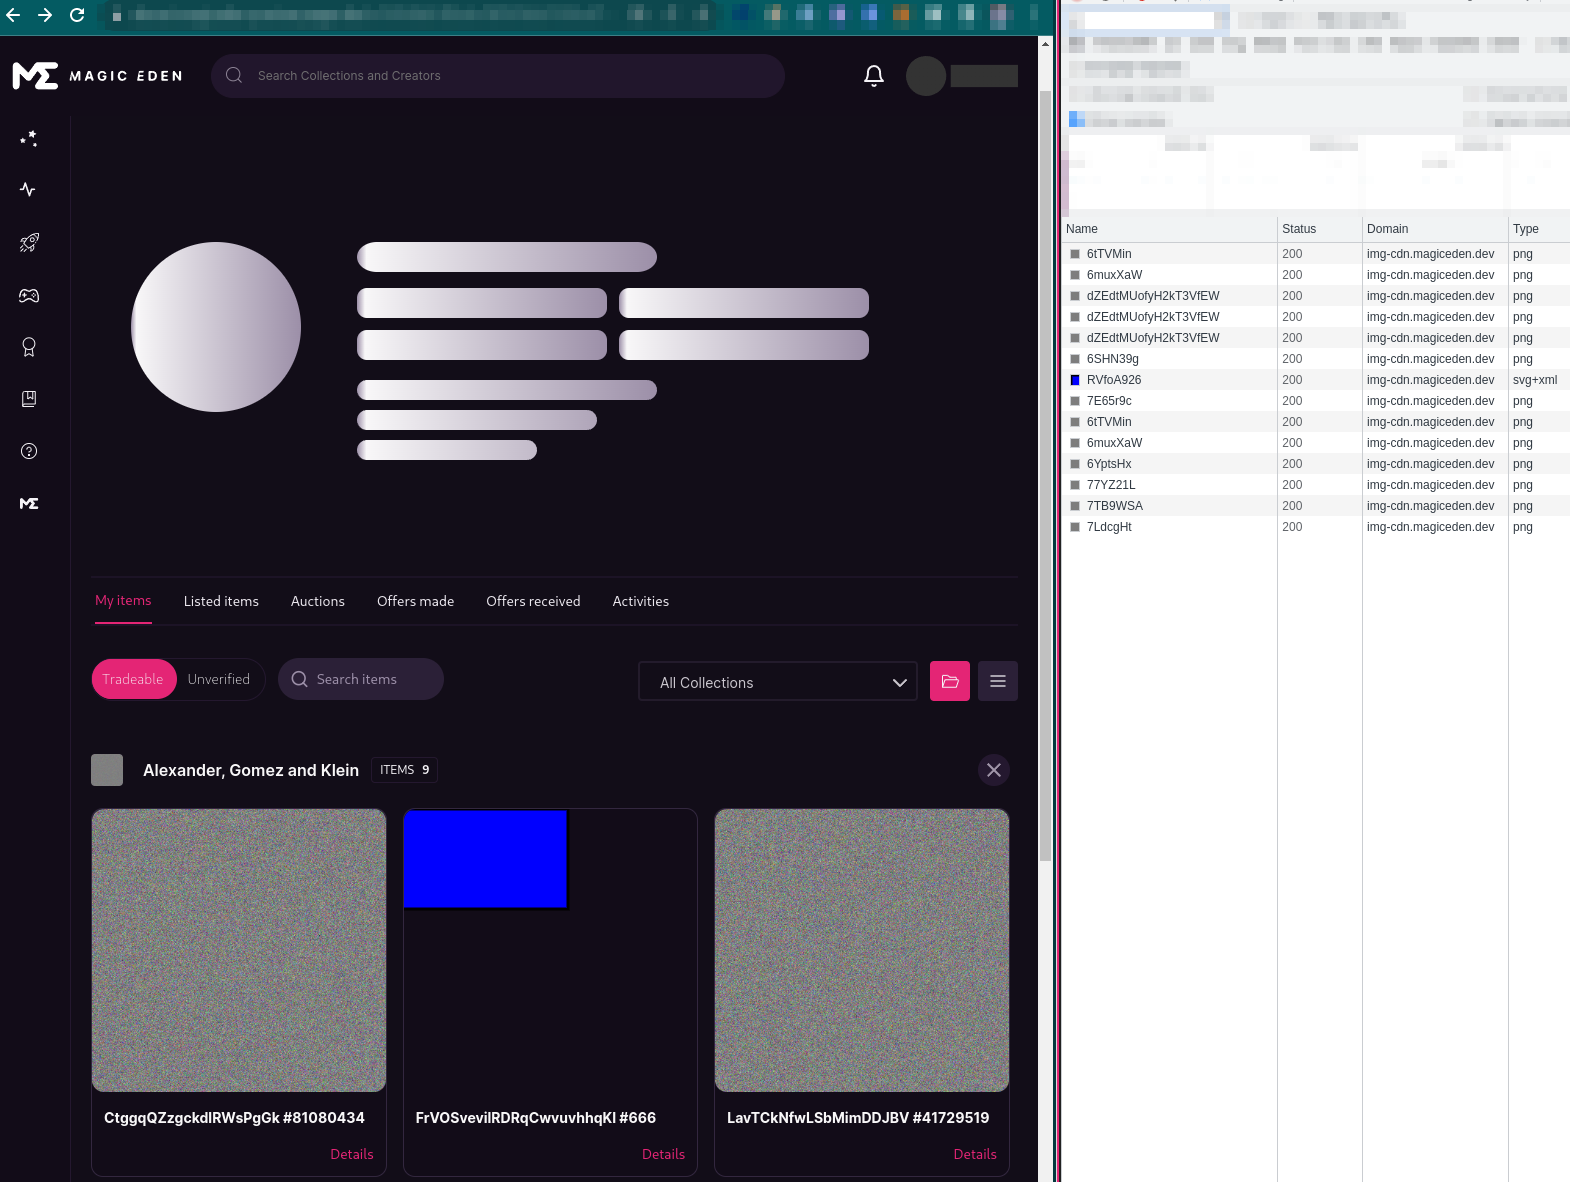 MAGIC EDEN
Search Collections and Creators
My items
Listed items
Auctions
Offers made
Offers received
Activities
Tradeable
Unverified
Search items
All Collections
Alexander, Gomez and Klein
ITEMS 9
CtggqQZzgckdIRWsPgGk #81080434
FrVOSveviIRDRqCwvuvhhqKI #666
LavTCkNfwLSbMimDDJBV #41729519
Details
Details
Details
Name Status Domain Type
6tTVMin 200 img-cdn.magiceden.dev png
6muxXaW 200 img-cdn.magiceden.dev png
dZEdtMUofyH2kT3VfEW 200 img-cdn.magiceden.dev png
dZEdtMUofyH2kT3VfEW 200 img-cdn.magiceden.dev png
dZEdtMUofyH2kT3VfEW 200 img-cdn.magiceden.dev png
6SHN39g 200 img-cdn.magiceden.dev png
RVfoA926 200 img-cdn.magiceden.dev svg+xml
7E65r9c 200 img-cdn.magiceden.dev png
6tTVMin 200 img-cdn.magiceden.dev png
6muxXaW 200 img-cdn.magiceden.dev png
6YptsHx 200 img-cdn.magiceden.dev png
77YZ21L 200 img-cdn.magiceden.dev png
7TB9WSA 200 img-cdn.magiceden.dev png
7LdcgHt 200 img-cdn.magiceden.dev png